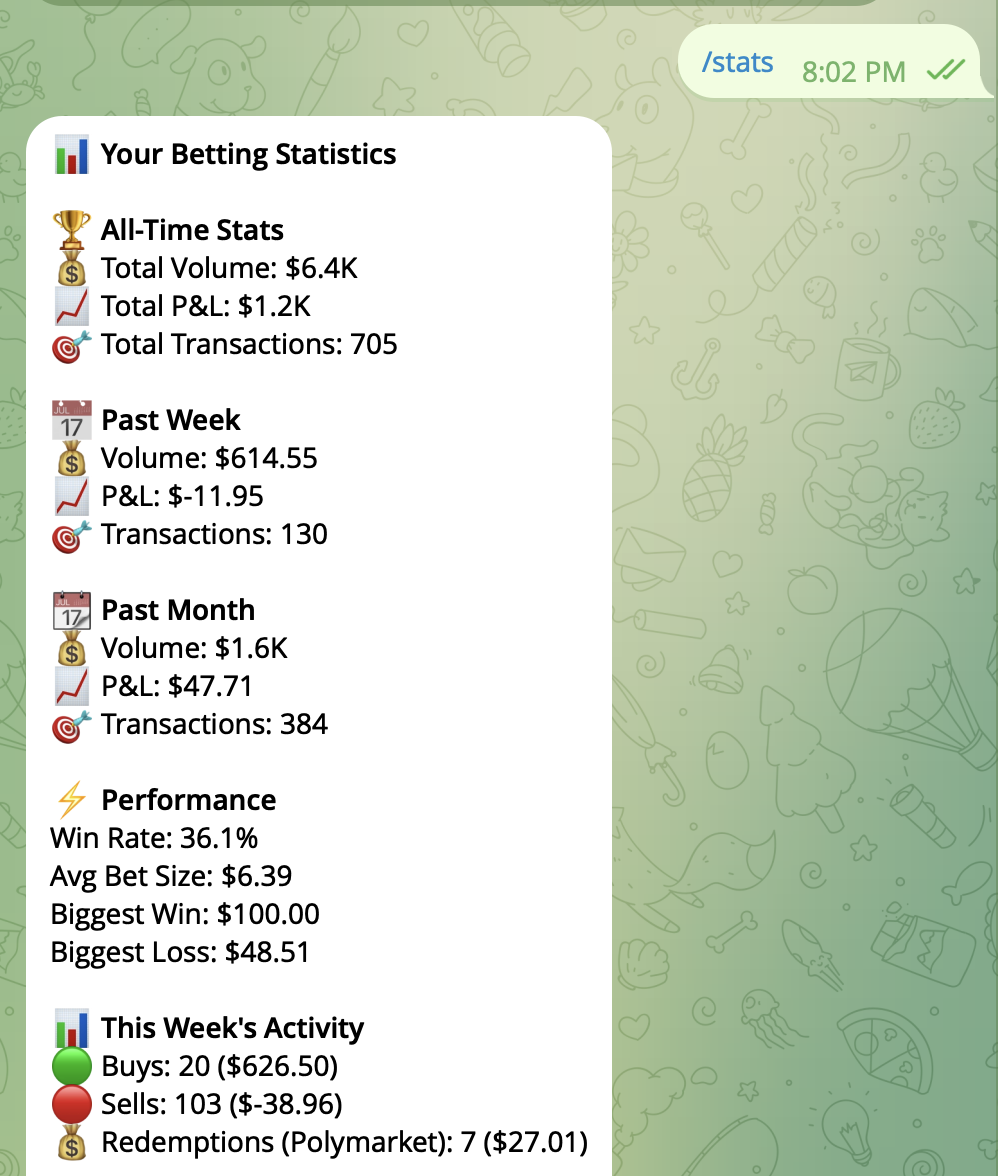 /stats 8:02 PM
📊 Your Betting Statistics
🏆 All-Time Stats
💰 Total Volume: $6.4K
📈 Total P&L: $1.2K
🎯 Total Transactions: 705
📅 Past Week
💰 Volume: $614.55
📈 P&L: $-11.95
🎯 Transactions: 130
📆 Past Month
💰 Volume: $1.6K
📈 P&L: $47.71
🎯 Transactions: 384
⚡ Performance
Win Rate: 36.1%
Avg Bet Size: $6.39
Biggest Win: $100.00
Biggest Loss: $48.51
📊 This Week's Activity
🟢 Buys: 20 ($626.50)
🔴 Sells: 103 ($-38.96)
💰 Redemptions (Polymarket): 7 ($27.01)